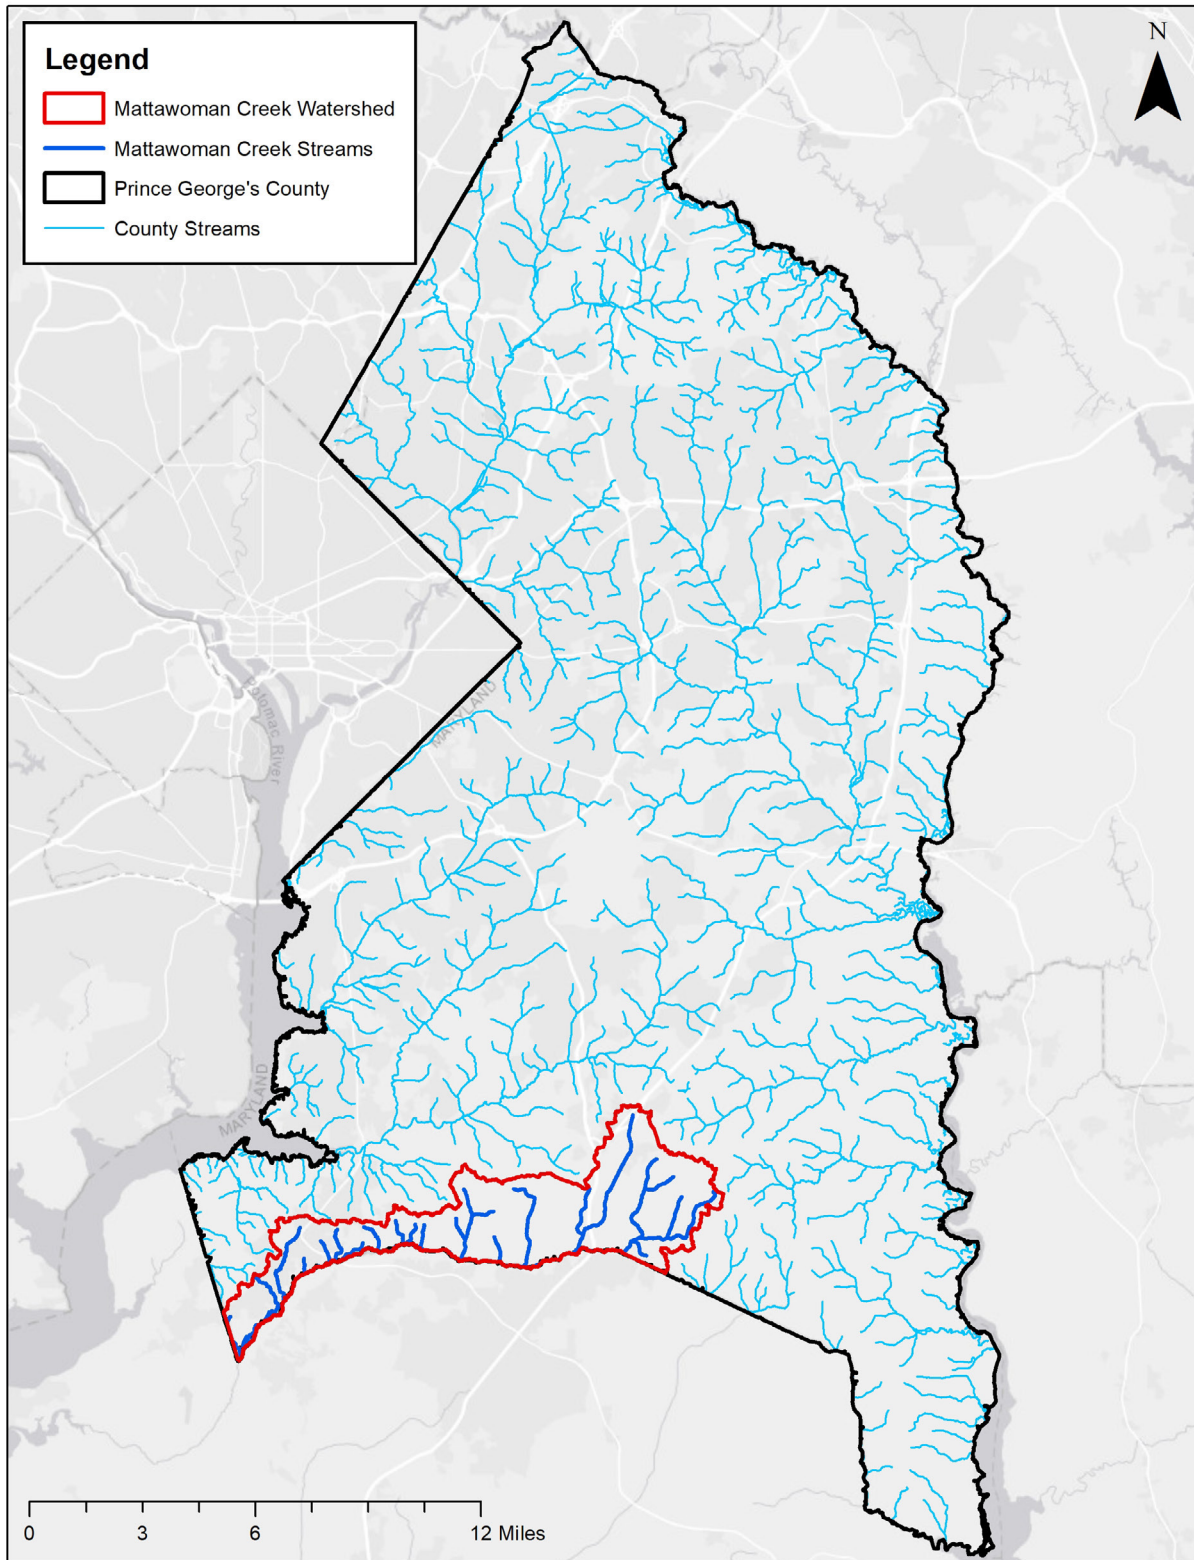 Legend
Mattawoman Creek Watershed
Mattawoman Creek Streams
Prince George's County
County Streams
N
MARYLAND
Potomac River
MARYLAND
0 3 6 12 Miles